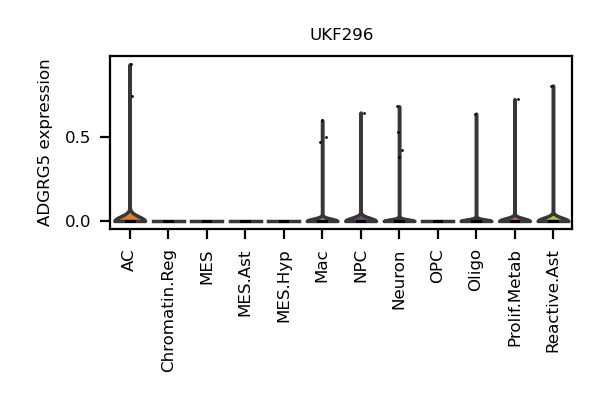 UKF296
ADGRG5 expression
0.5
0.0
AC
Chromatin.Reg
MES
MES.Ast
MES.Hyp
Mac
NPC
Neuron
OPC
Oligo
Prolif.Metab
Reactive.Ast